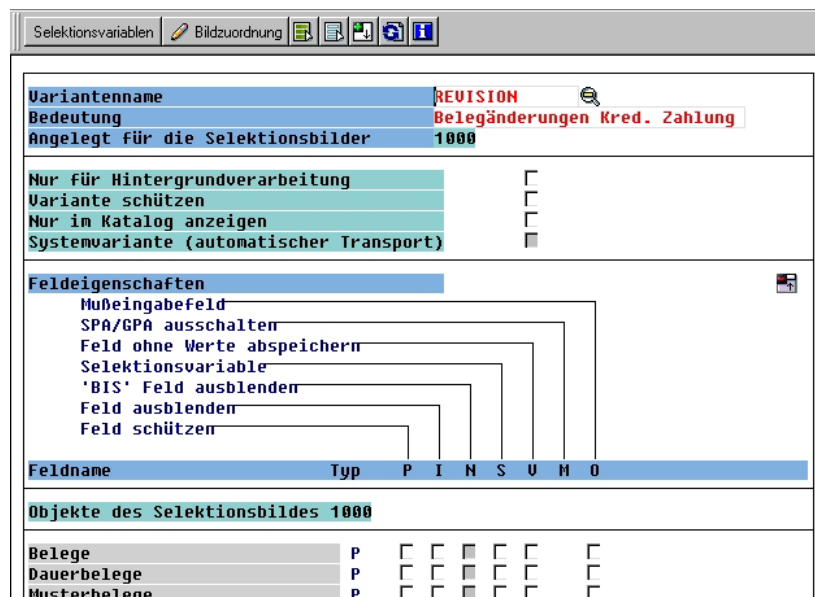 Selektionsvariablen Bildzuordnung
Variantenname REVISION
Bedeutung Belegänderungen Kred. Zahlung
Angelegt für die Selektionsbilder 1000
Nur für Hintergrundverarbeitung
Variante schützen
Nur im Katalog anzeigen
Systemvariante (automatischer Transport)
Feldeigenschaften
Mußeingabefeld
SPA/GPA ausschalten
Feld ohne Werte abspeichern
Selektionsvariable
'BIS' Feld ausblenden
Feld ausblenden
Feld schützen
Feldname Typ P I N S V M O
Objekte des Selektionsbildes 1000
Belege P
Dauerbelege P
Musterbelege P